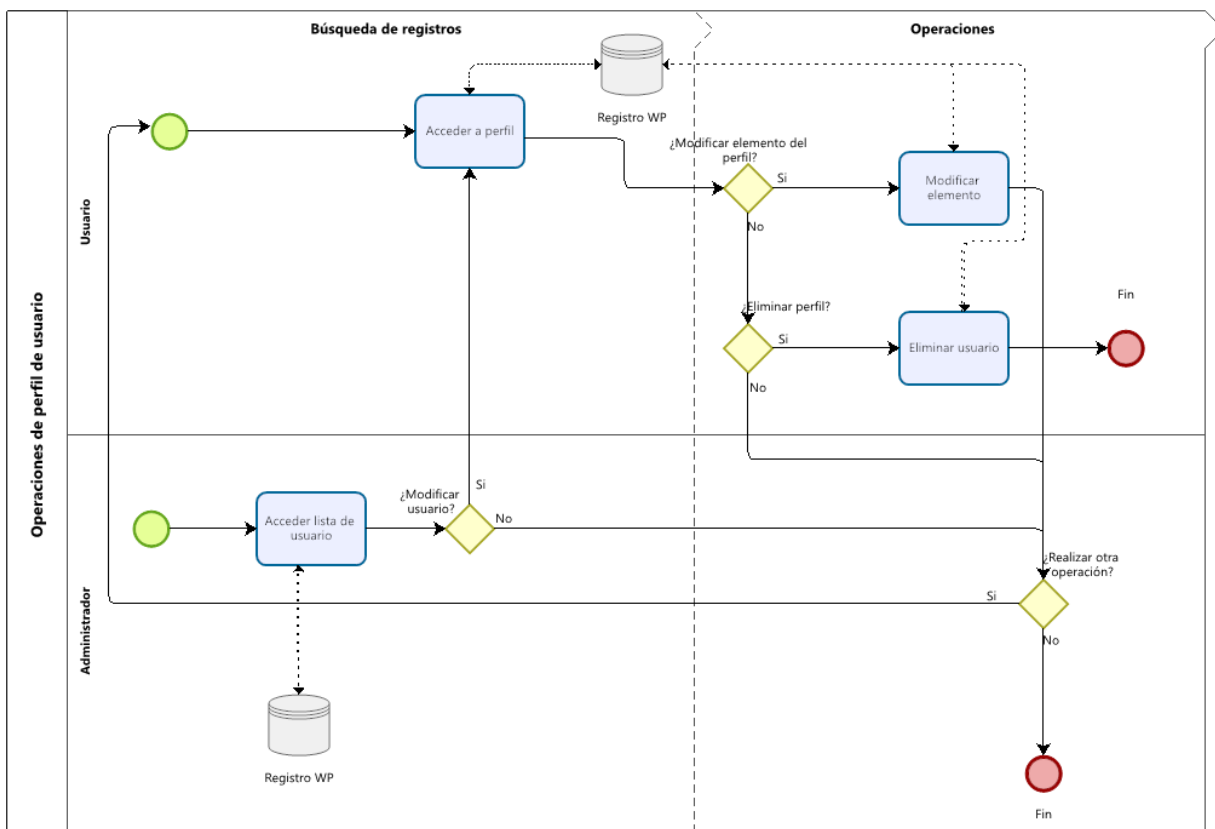 Operaciones de perfil de usuario
Búsqueda de registros
Operaciones
Usuario
Registro WP
Acceder a perfil
¿Modificar elemento del
perfil?
Si
No
Modificar
elemento
¿Eliminar perfil?
Si
No
Eliminar usuario
Fin
Administrador
Acceder lista de
usuario
¿Modificar
usuario?
Si
No
¿Realizar otra
operación?
Si
No
Registro WP
Fin